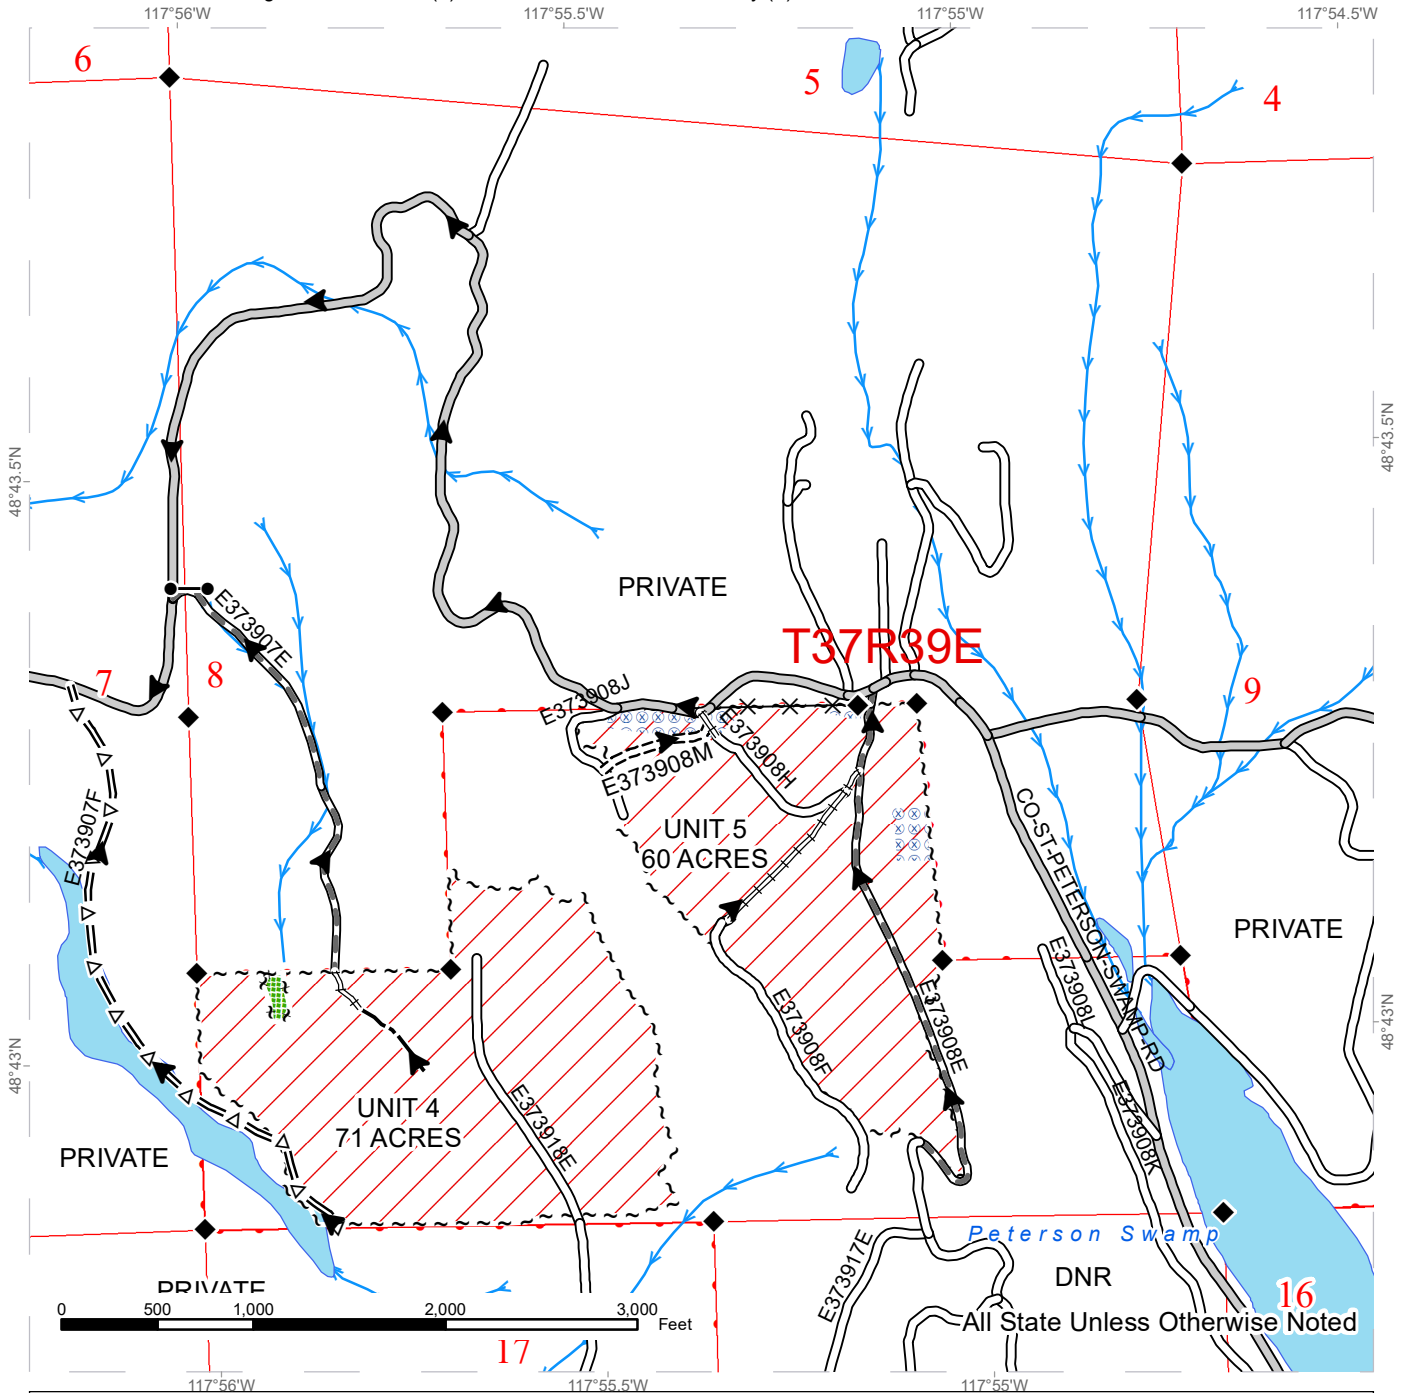 117°56'W
117°55.5'W
117°55'W
117°54.5'W
6
5
4
48°43.5'N
48°43.5'N
PRIVATE
T37R39E
E373907E
7
8
9
E373908J
E373908H
E373908M
UNIT 5
60 ACRES
CO-ST-PETERSON-SWAMP-RD
E373907F
PRIVATE
E373908I
E373908F
E373908E
48°43'N
48°43'N
UNIT 4
71 ACRES
E373918E
E373908K
PRIVATE
Peterson Swamp
E373917E
DNR
PRIVATE
16
0 500 1,000 2,000 3,000
Feet
All State Unless Otherwise Noted
17
117°56'W
117°55.5'W
117°55'W